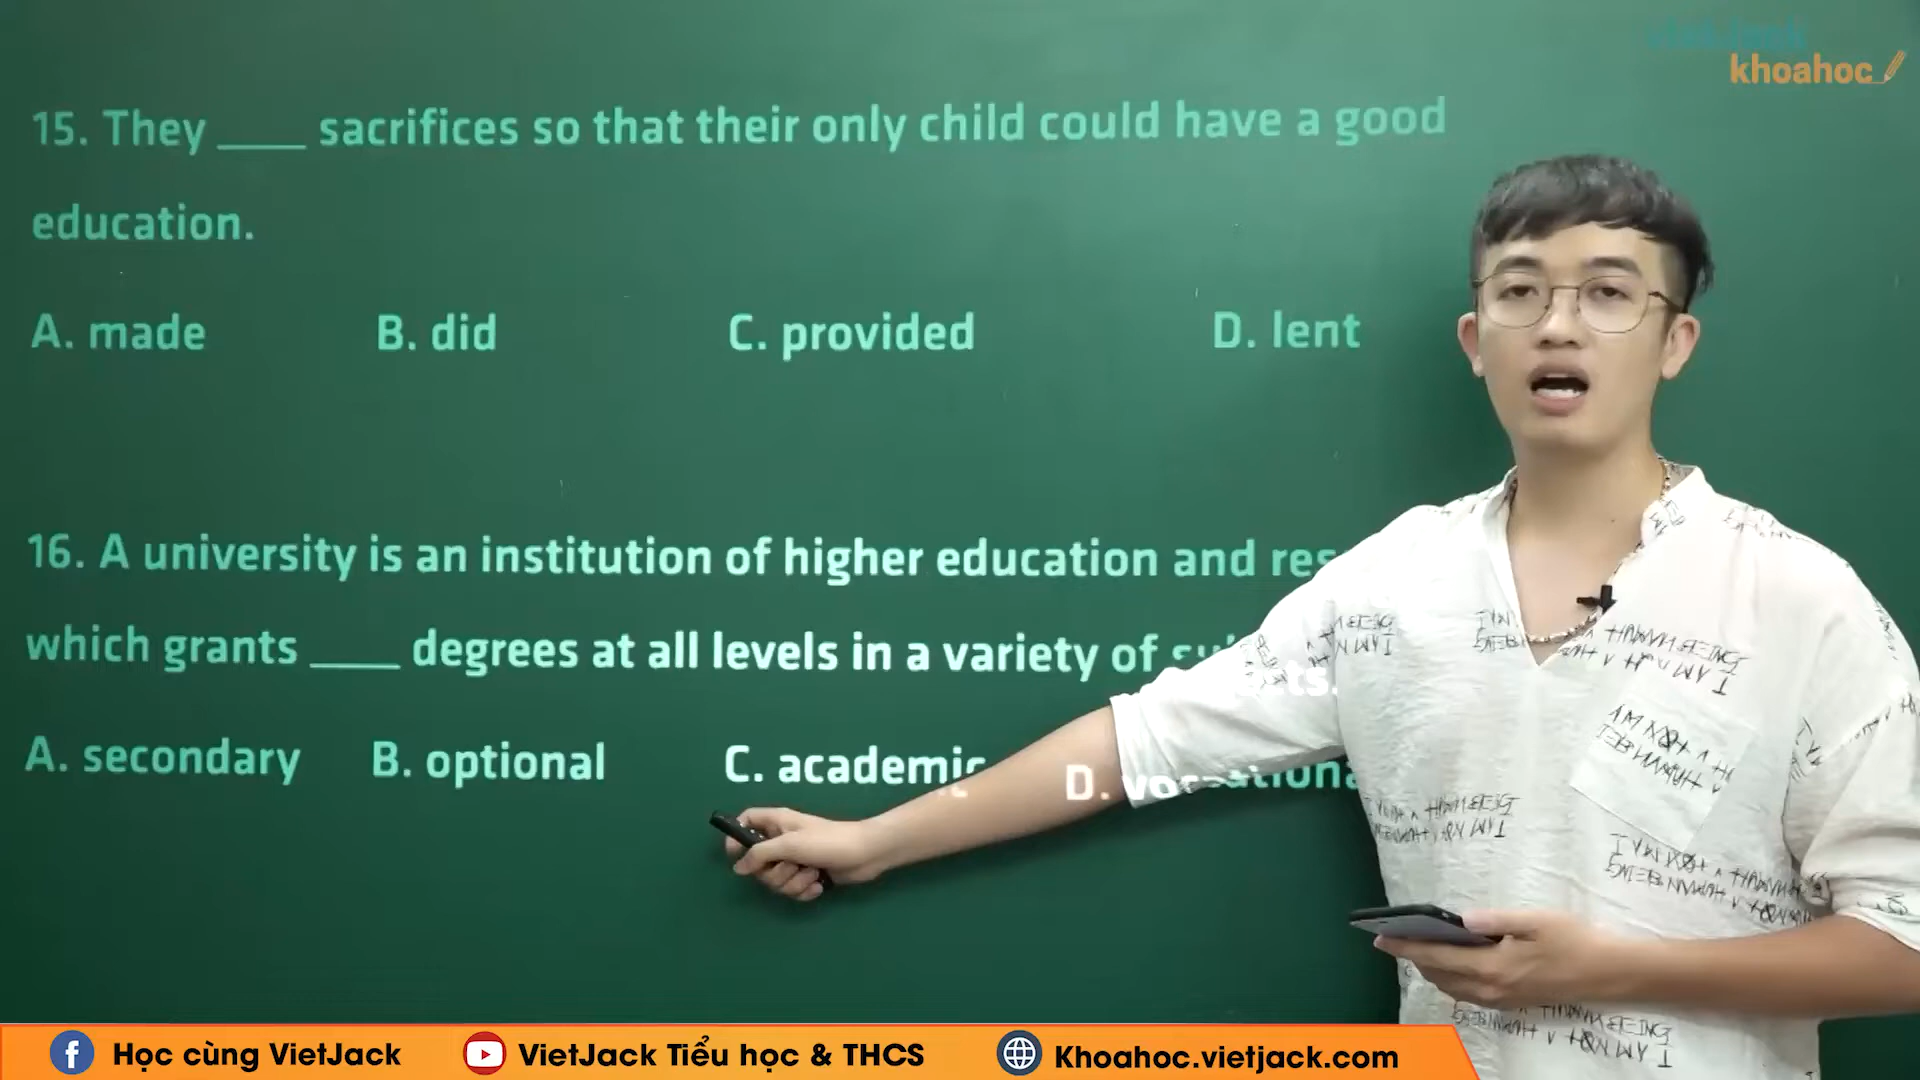 khoahoc
15. They ____ sacrifices so that their only child could have a good
education.
A. made B. did C. provided D. lent
16. A university is an institution of higher education and res
which grants ____ degrees at all levels in a variety of
A. secondary B. optional C. academic D. vocational
Học cùng VietJack
VietJack Tiểu học & THCS
Khoahoc.vietjack.com